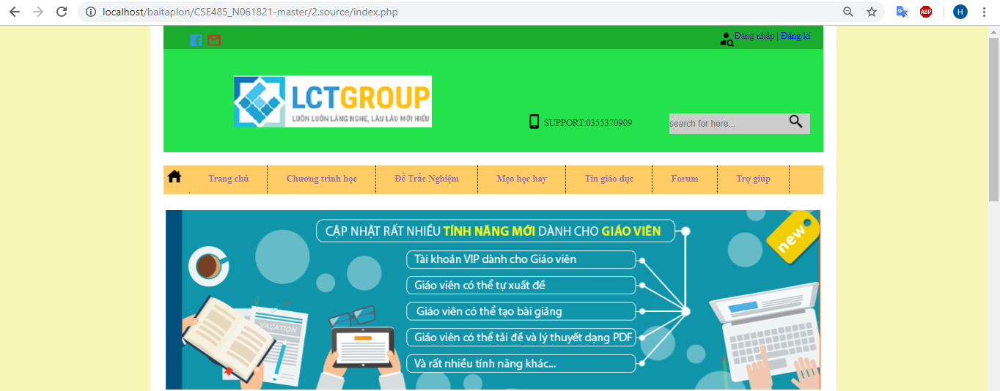 localhost/baitaplon/CSE485_N061821-master/2.source/index.php
ABP
H
Đăng nhập | Đăng kí
LCTGROUP
LUÔN LUÔN LẮNG NGHE, LÂU LÂU MỚI HIỂU
SUPPORT:0355370909
search for here...
Trang chủ
Chương trình học
Đề Trắc Nghiệm
Mẹo học hay
Tin giáo dục
Forum
Trợ giúp
CẬP NHẬT RẤT NHIỀU TÍNH NĂNG MỚI DÀNH CHO GIÁO VIÊN
new
Tài khoản VIP dành cho Giáo viên
Giáo viên có thể tự xuất đề
Giáo viên có thể tạo bài giảng
Giáo viên có thể tải đề và lý thuyết dạng PDF
Và rất nhiều tính năng khác...
VACATION